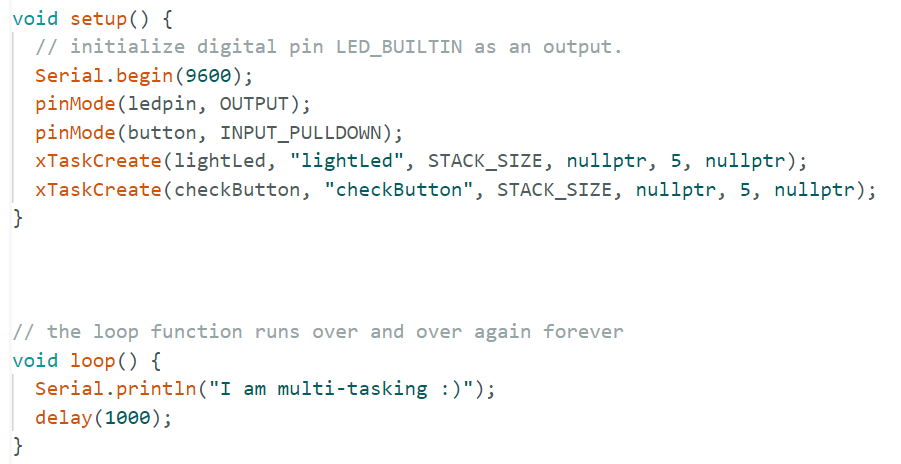 void setup() {
  // initialize digital pin LED_BUILTIN as an output.
  Serial.begin(9600);
  pinMode(ledpin, OUTPUT);
  pinMode(button, INPUT_PULLDOWN);
  xTaskCreate(lightLed, "lightLed", STACK_SIZE, nullptr, 5, nullptr);
  xTaskCreate(checkButton, "checkButton", STACK_SIZE, nullptr, 5, nullptr);
}
// the loop function runs over and over again forever
void loop() {
  Serial.println("I am multi-tasking :)");
  delay(1000);
}